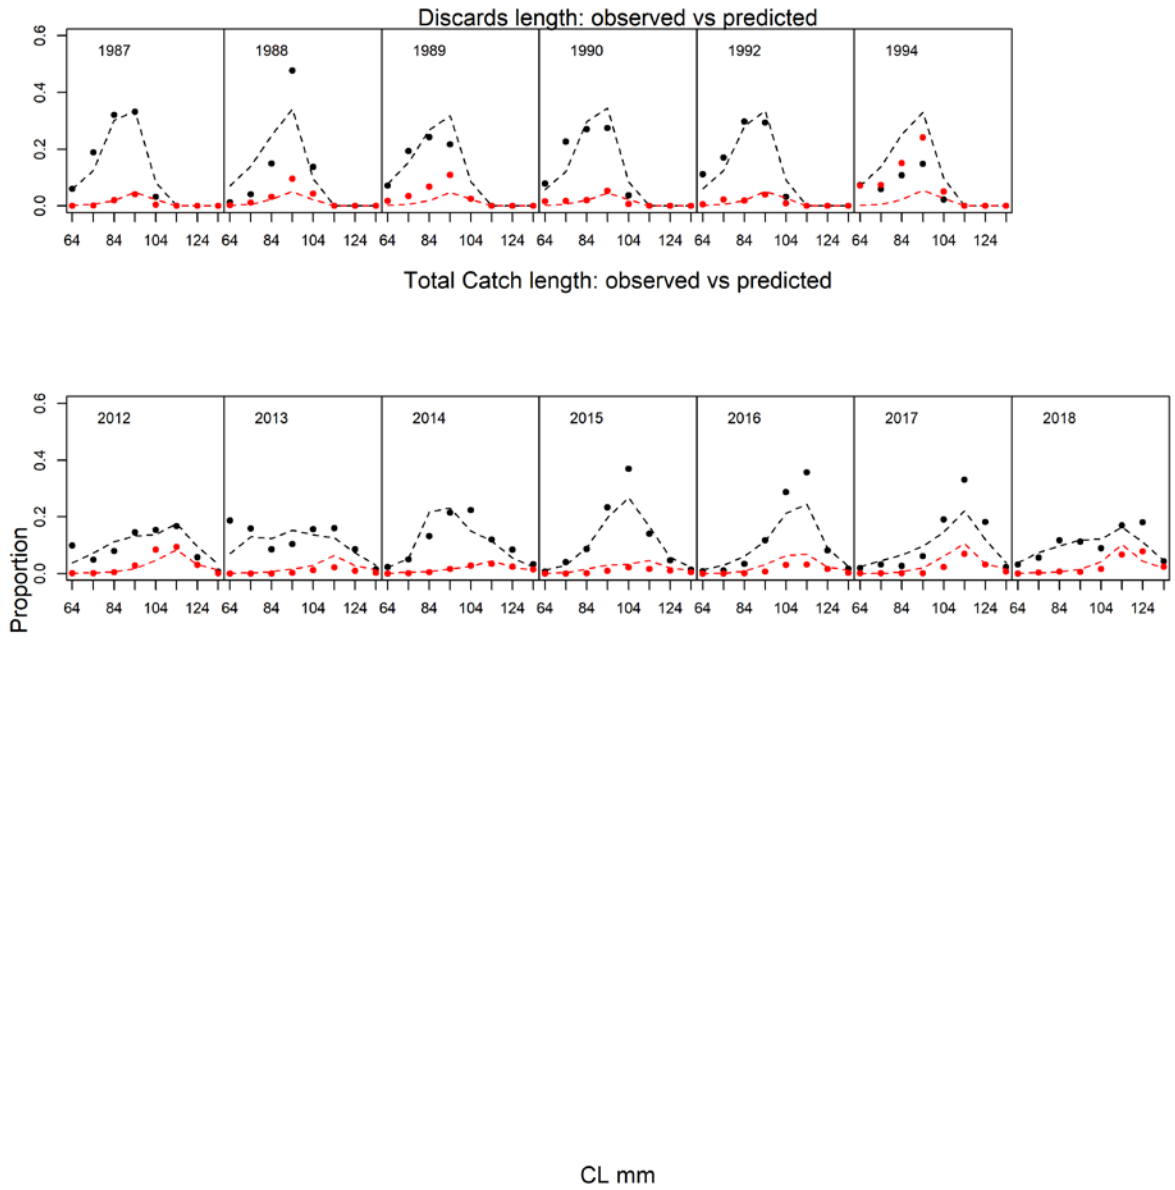 Discards length: observed vs predicted
0.6
0.4
0.2
0.0
1987 1988 1989 1990 1992 1994
64 84 104 124 64 84 104 124 64 84 104 124 64 84 104 124 64 84 104 124 64 84 104 124
Total Catch length: observed vs predicted
0.6
0.4
0.2
0.0
2012 2013 2014 2015 2016 2017 2018
64 84 104 124 64 84 104 124 64 84 104 124 64 84 104 124 64 84 104 124 64 84 104 124 64 84 104 124
Proportion
CL mm